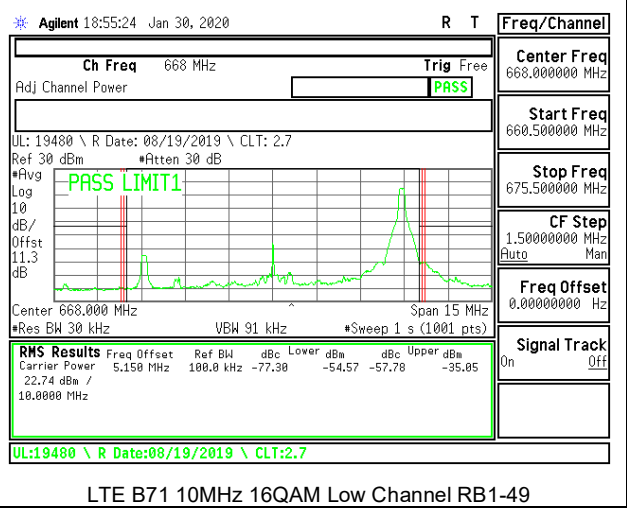 Agilent 18:55:24 Jan 30, 2020 R T Freq/Channel
Ch Freq 668 MHz Trig Free
Adj Channel Power PASS
Center Freq
668.000000 MHz
Start Freq
660.500000 MHz
Stop Freq
675.500000 MHz
CF Step
1.50000000 MHz
Auto Man
Freq Offset
0.00000000 Hz
Signal Track
On Off
UL: 19480 \ R Date: 08/19/2019 \ CLT: 2.7
Ref 30 dBm #Atten 30 dB
#Avg
Log
10
dB/
Offst
11.3
dB
PASS LIMIT1
Center 668.000 MHz Span 15 MHz
#Res BW 30 kHz VBW 91 kHz #Sweep 1 s (1001 pts)
RMS Results Freq Offset Ref BW dBc Lower dBm dBc Upper dBm
Carrier Power 5.150 MHz 100.0 kHz -77.30 -54.57 -57.78 -35.05
22.74 dBm /
10.0000 MHz
UL:19480 \ R Date:08/19/2019 \ CLT:2.7
LTE B71 10MHz 16QAM Low Channel RB1-49